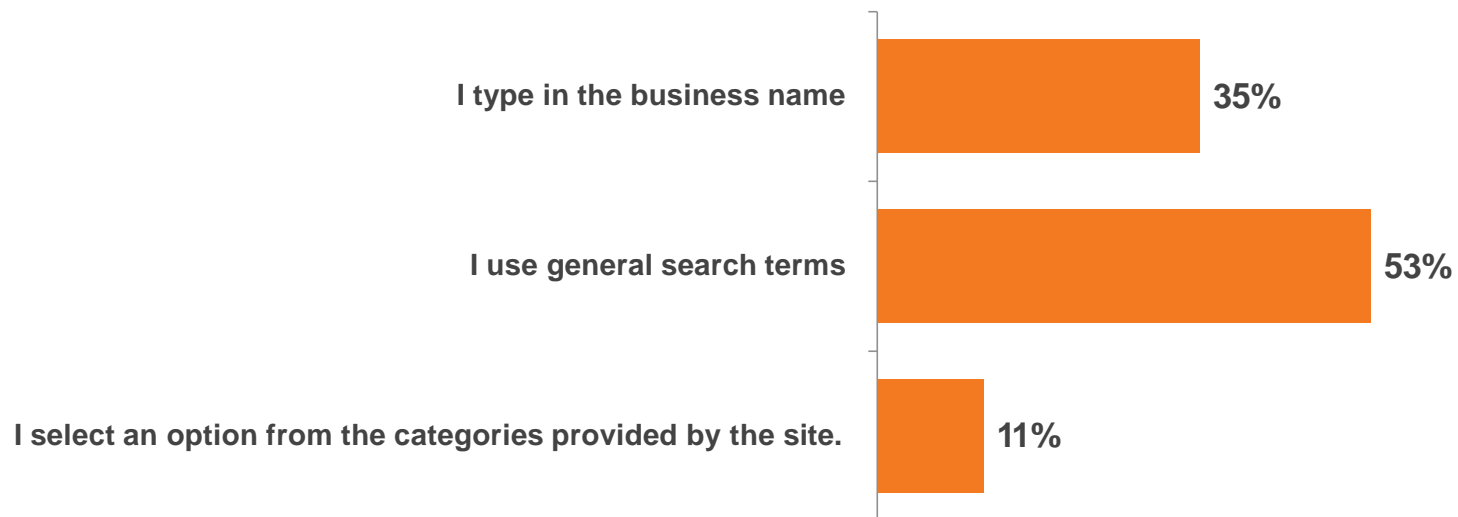 I type in the business name
35%
I use general search terms
53%
I select an option from the categories provided by the site.
11%